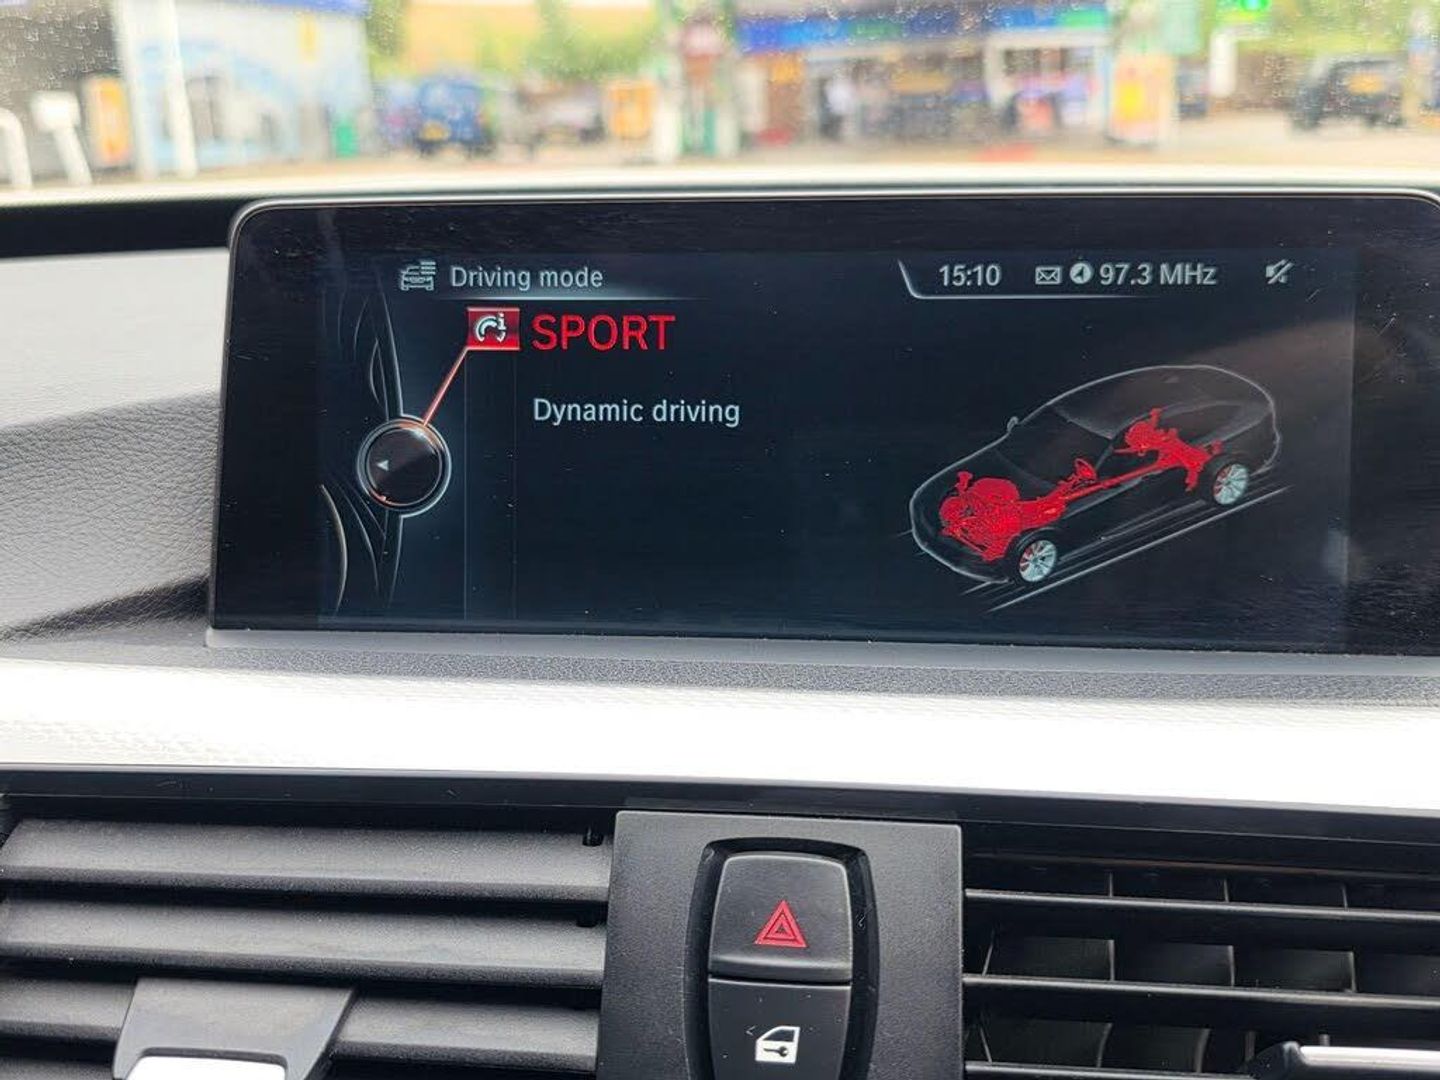 Driving mode
15:10 97.3 MHz
SPORT
Dynamic driving